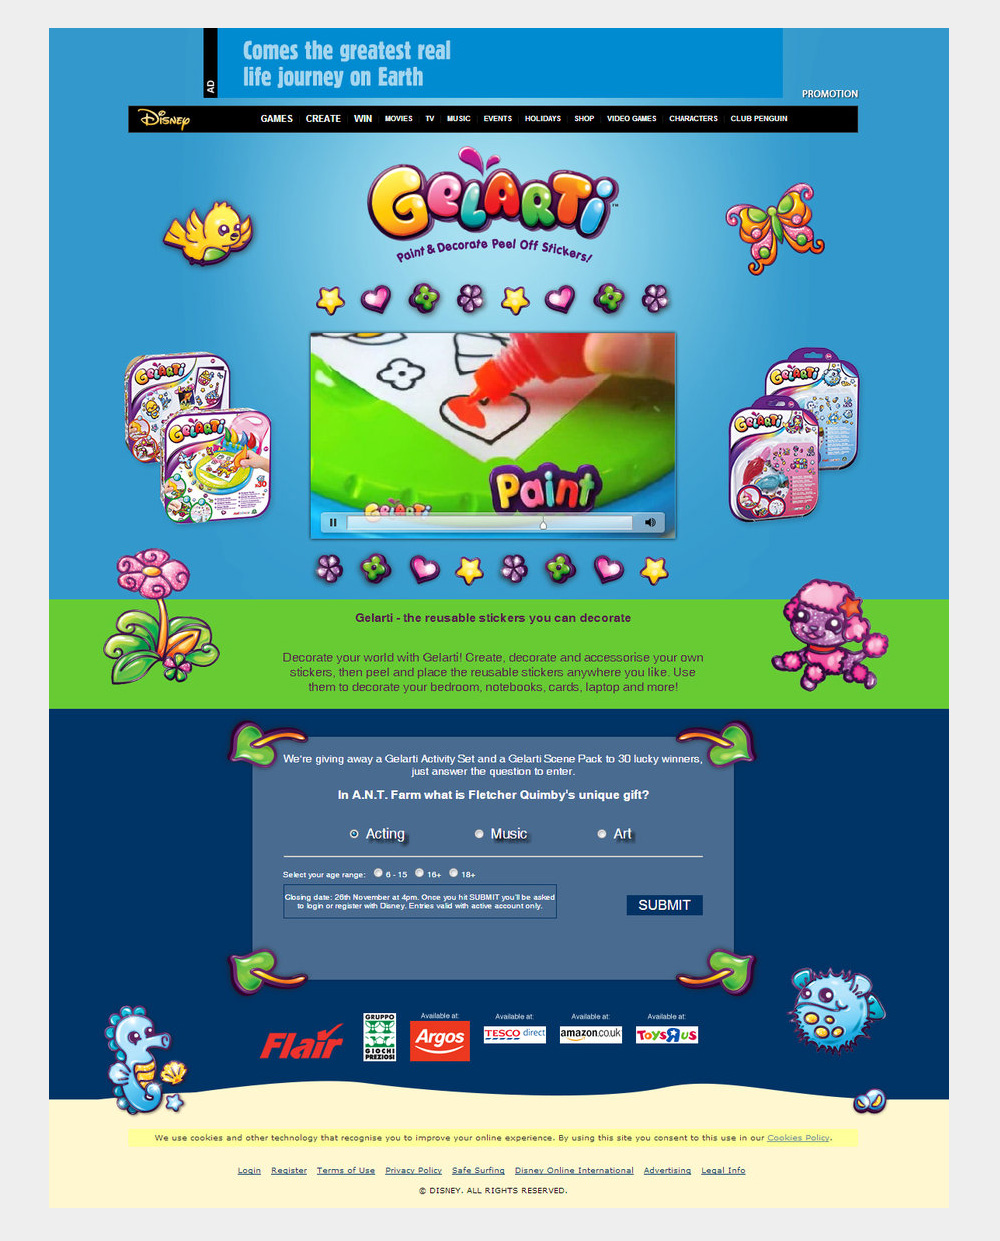 Comes the greatest real
life journey on Earth
AD
PROMOTION
Disney
GAMES CREATE WIN MOVIES TV MUSIC EVENTS HOLIDAYS SHOP VIDEO GAMES CHARACTERS CLUB PENGUIN
GELARTI™
Paint & Decorate Peel Off Stickers!
GELARTI
GELARTI
GELARTI
GELARTI
Paint
GELARTI
Gelarti - the reusable stickers you can decorate
Decorate your world with Gelarti! Create, decorate and accessorise your own
stickers, then peel and place the reusable stickers anywhere you like. Use
them to decorate your bedroom, notebooks, cards, laptop and more!
We're giving away a Gelarti Activity Set and a Gelarti Scene Pack to 30 lucky winners,
just answer the question to enter.
In A.N.T. Farm what is Fletcher Quimby's unique gift?
Acting Music Art
Select your age range: 6 - 15 16+ 18+
Closing date: 26th November at 4pm. Once you hit SUBMIT you'll be asked
to login or register with Disney. Entries valid with active account only.
SUBMIT
Flair
GRUPPO
GIOCHI
PREZIOSI
Available at:
Argos
Available at:
TESCO direct
Available at:
amazon.co.uk
Available at:
TOYSRUS
We use cookies and other technology that recognise you to improve your online experience. By using this site you consent to this use in our Cookies Policy.
Login Register Terms of Use Privacy Policy Safe Surfing Disney Online International Advertising Legal Info
© DISNEY. ALL RIGHTS RESERVED.